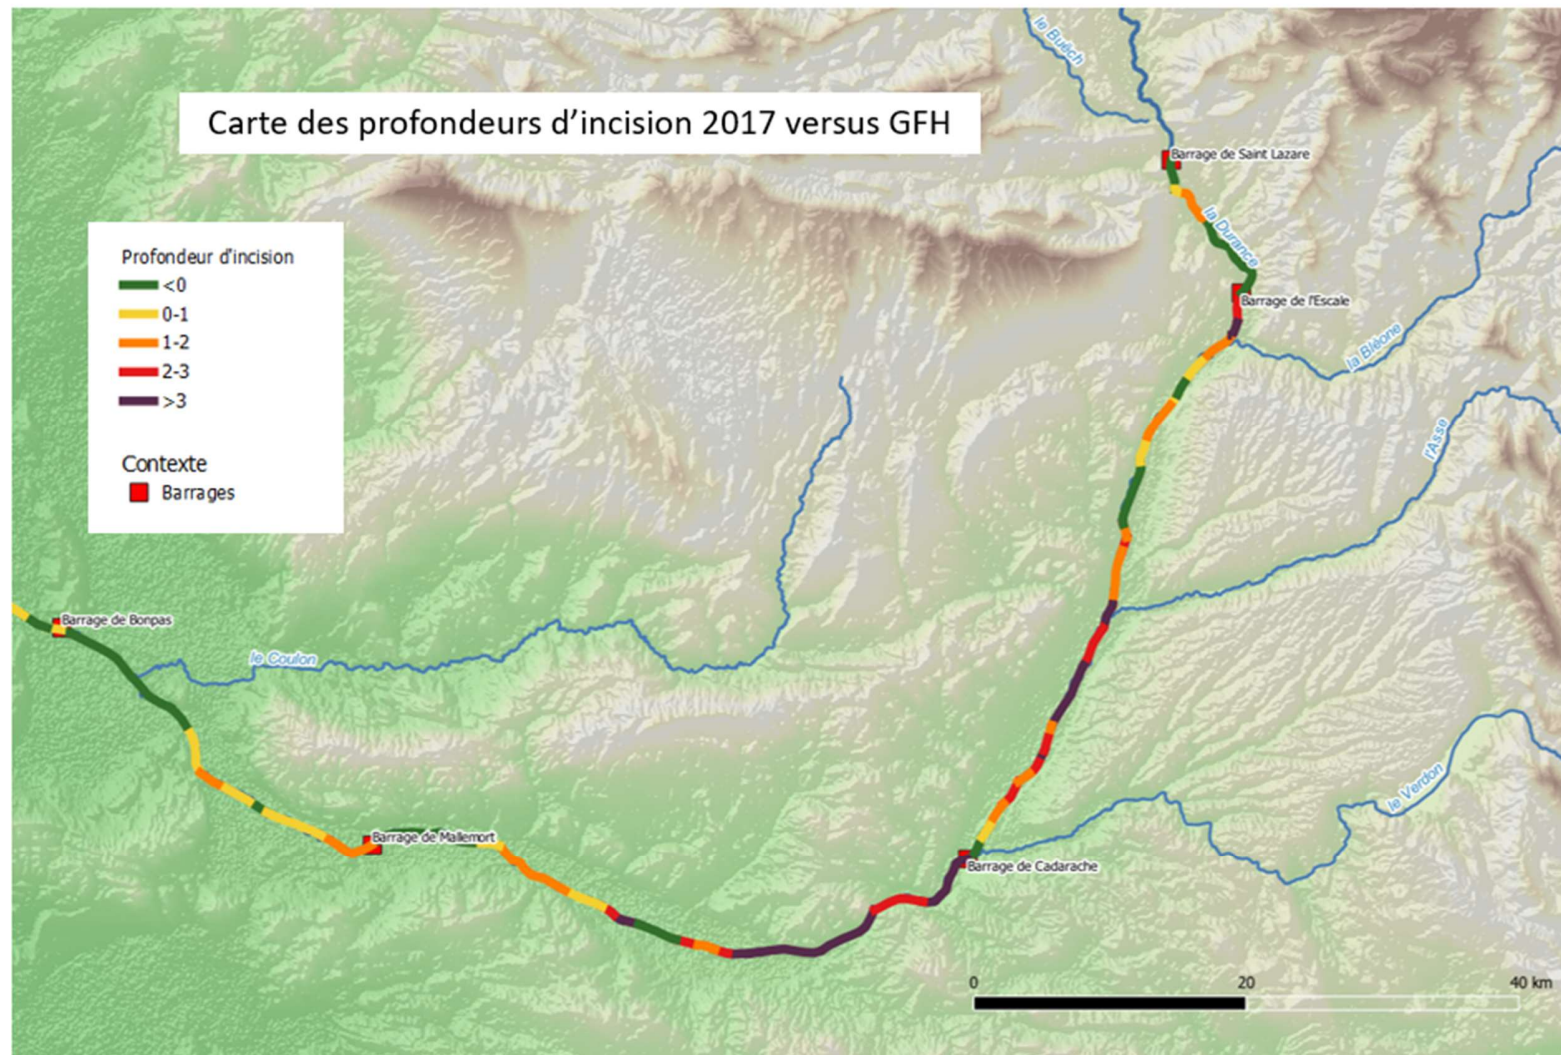 le Buëch
Carte des profondeurs d’incision 2017 versus GFH
Barrage de Saint Lazare
la Durance
Profondeur d'incision
<0
0-1
1-2
2-3
>3
Contexte
Barrages
Barrage de l'Escale
la Bléone
l'Asse
Barrage de Bonpas
le Coulon
le Verdon
Barrage de Mallemort
Barrage de Cadarache
0 20 40 km